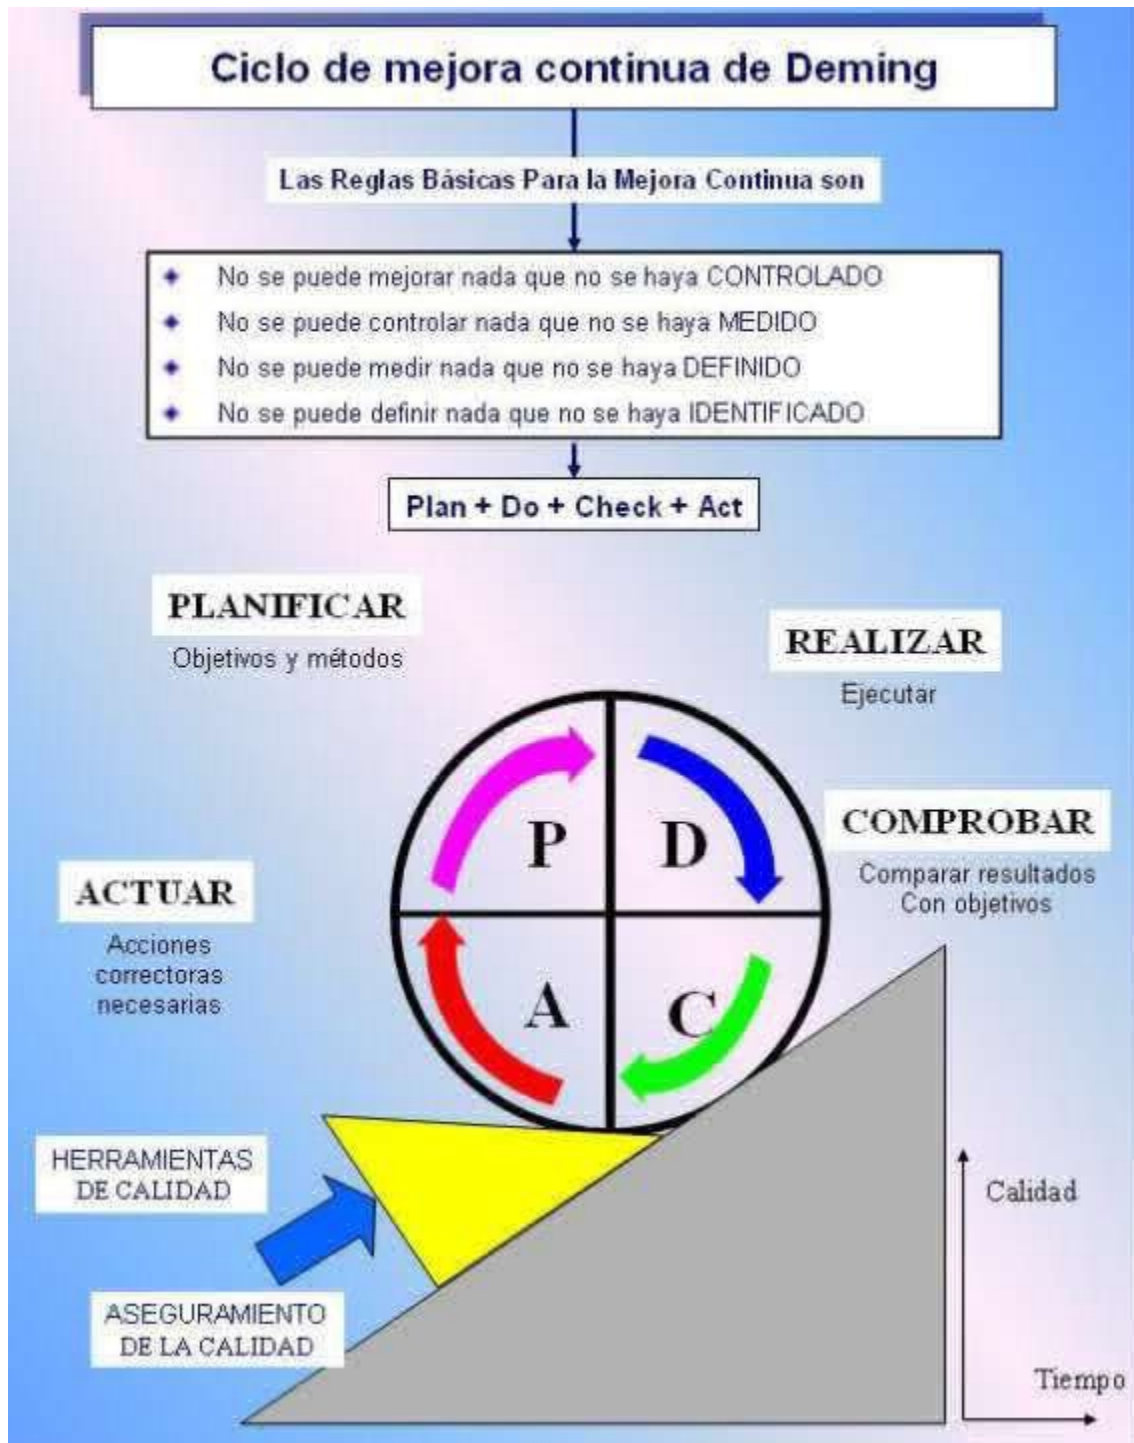 Ciclo de mejora continua de Deming
Las Reglas Básicas Para la Mejora Continua son
No se puede mejorar nada que no se haya CONTROLADO
No se puede controlar nada que no se haya MEDIDO
No se puede medir nada que no se haya DEFINIDO
No se puede definir nada que no se haya IDENTIFICADO
Plan + Do + Check + Act
PLANIFICAR
Objetivos y métodos
REALIZAR
Ejecutar
P
D
COMPROBAR
Comparar resultados
Con objetivos
ACTUAR
Acciones
correctoras
necesarias
A
C
HERRAMIENTAS
DE CALIDAD
Calidad
ASEGURAMIENTO
DE LA CALIDAD
Tiempo